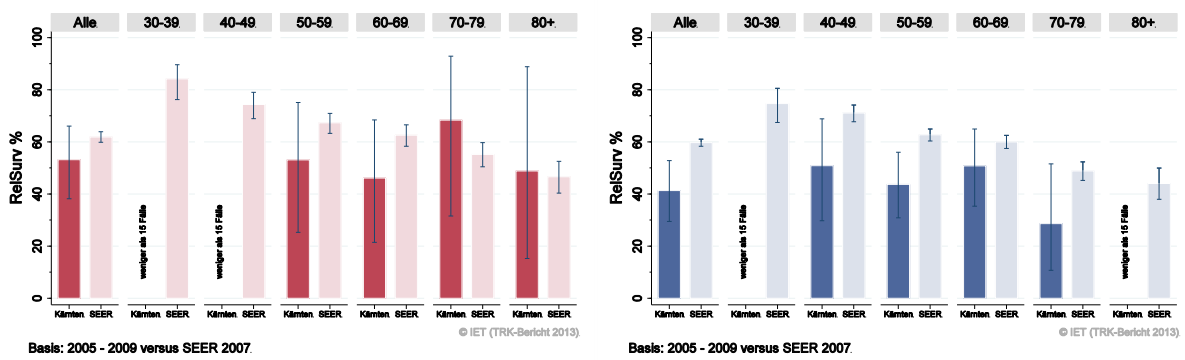 Alle. 30-39. 40-49. 50-59. 60-69. 70-79. 80+.
RelSurv %
100
80
60
40
20
0
weniger als 15 Fälle
weniger als 15 Fälle
Kärnten. SEER. Kärnten. SEER. Kärnten. SEER. Kärnten. SEER. Kärnten. SEER. Kärnten. SEER. Kärnten. SEER.
© IET (TRK-Bericht 2013).
Basis: 2005 - 2009 versus SEER 2007.
Alle. 30-39. 40-49. 50-59. 60-69. 70-79. 80+.
RelSurv %
100
80
60
40
20
0
weniger als 15 Fälle
weniger als 15 Fälle
Kärnten. SEER. Kärnten. SEER. Kärnten. SEER. Kärnten. SEER. Kärnten. SEER. Kärnten. SEER. Kärnten. SEER.
© IET (TRK-Bericht 2013).
Basis: 2005 - 2009 versus SEER 2007.